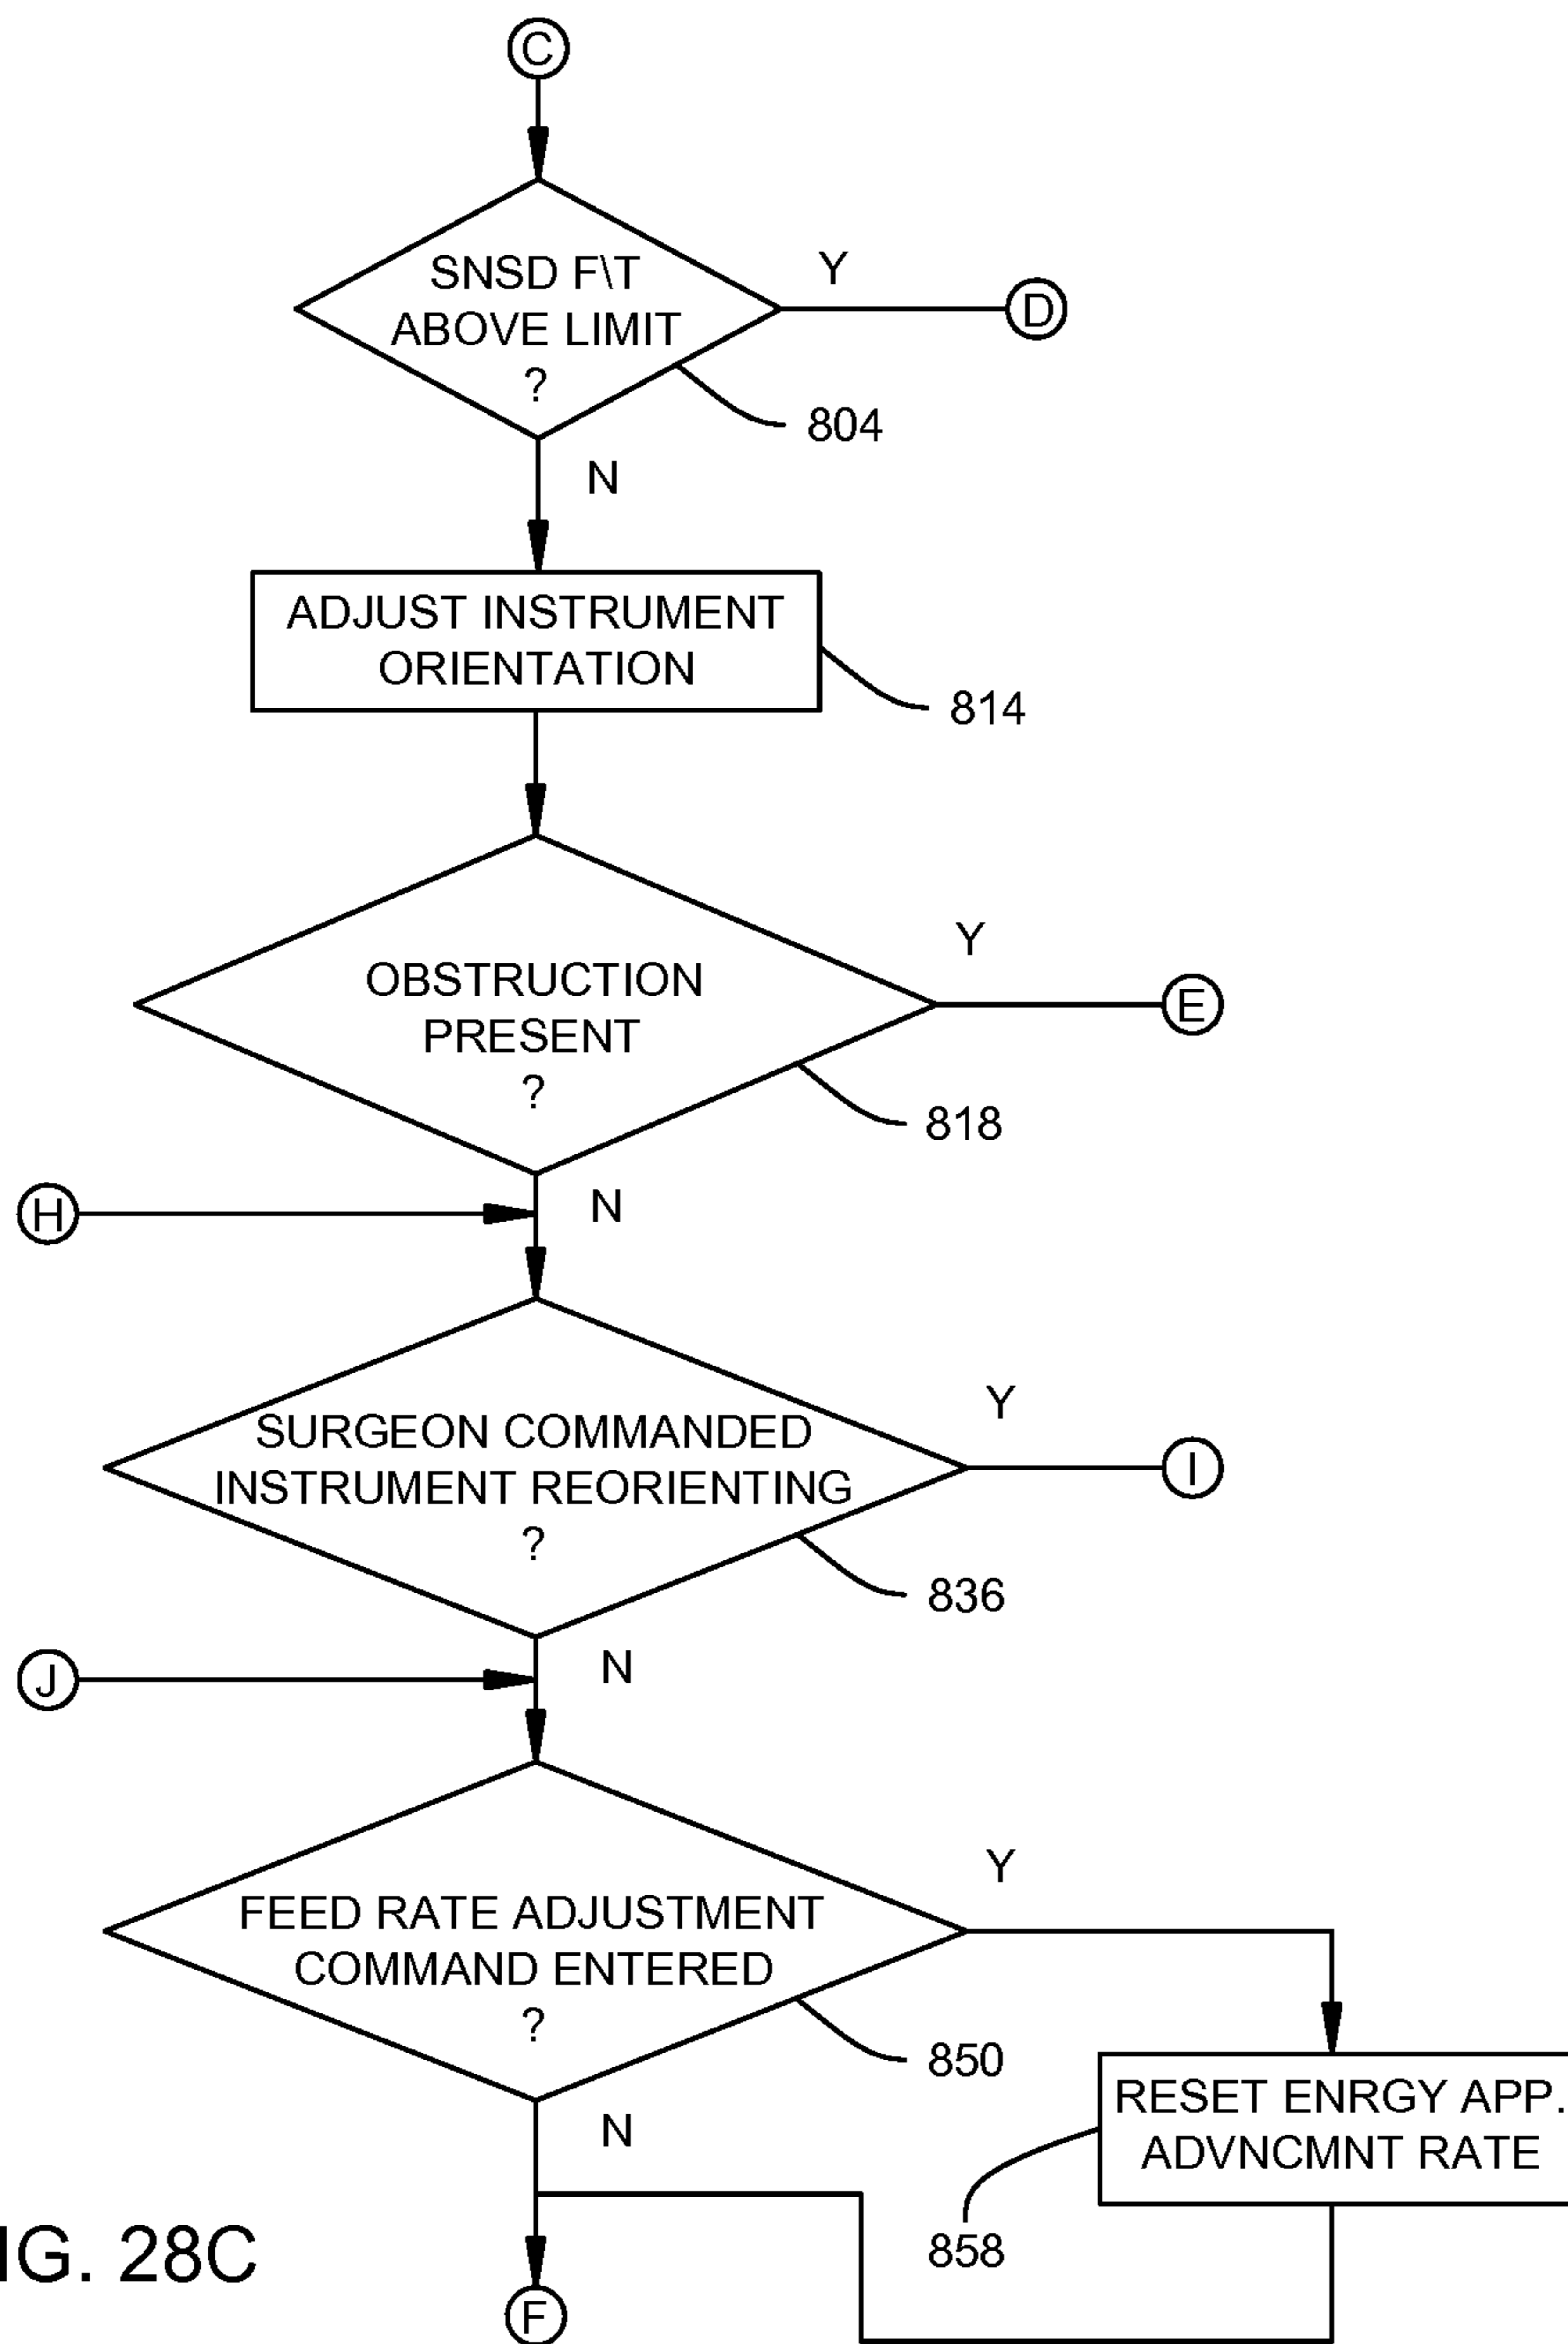 C
SNSD F\T
ABOVE LIMIT
?
Y
D
804
N
ADJUST INSTRUMENT
ORIENTATION
814
OBSTRUCTION
PRESENT
?
Y
E
818
H
N
SURGEON COMMANDED
INSTRUMENT REORIENTING
?
Y
I
836
J
N
FEED RATE ADJUSTMENT
COMMAND ENTERED
?
Y
850
RESET ENRGY APP.
ADVNCMNT RATE
N
858
IG. 28C
F